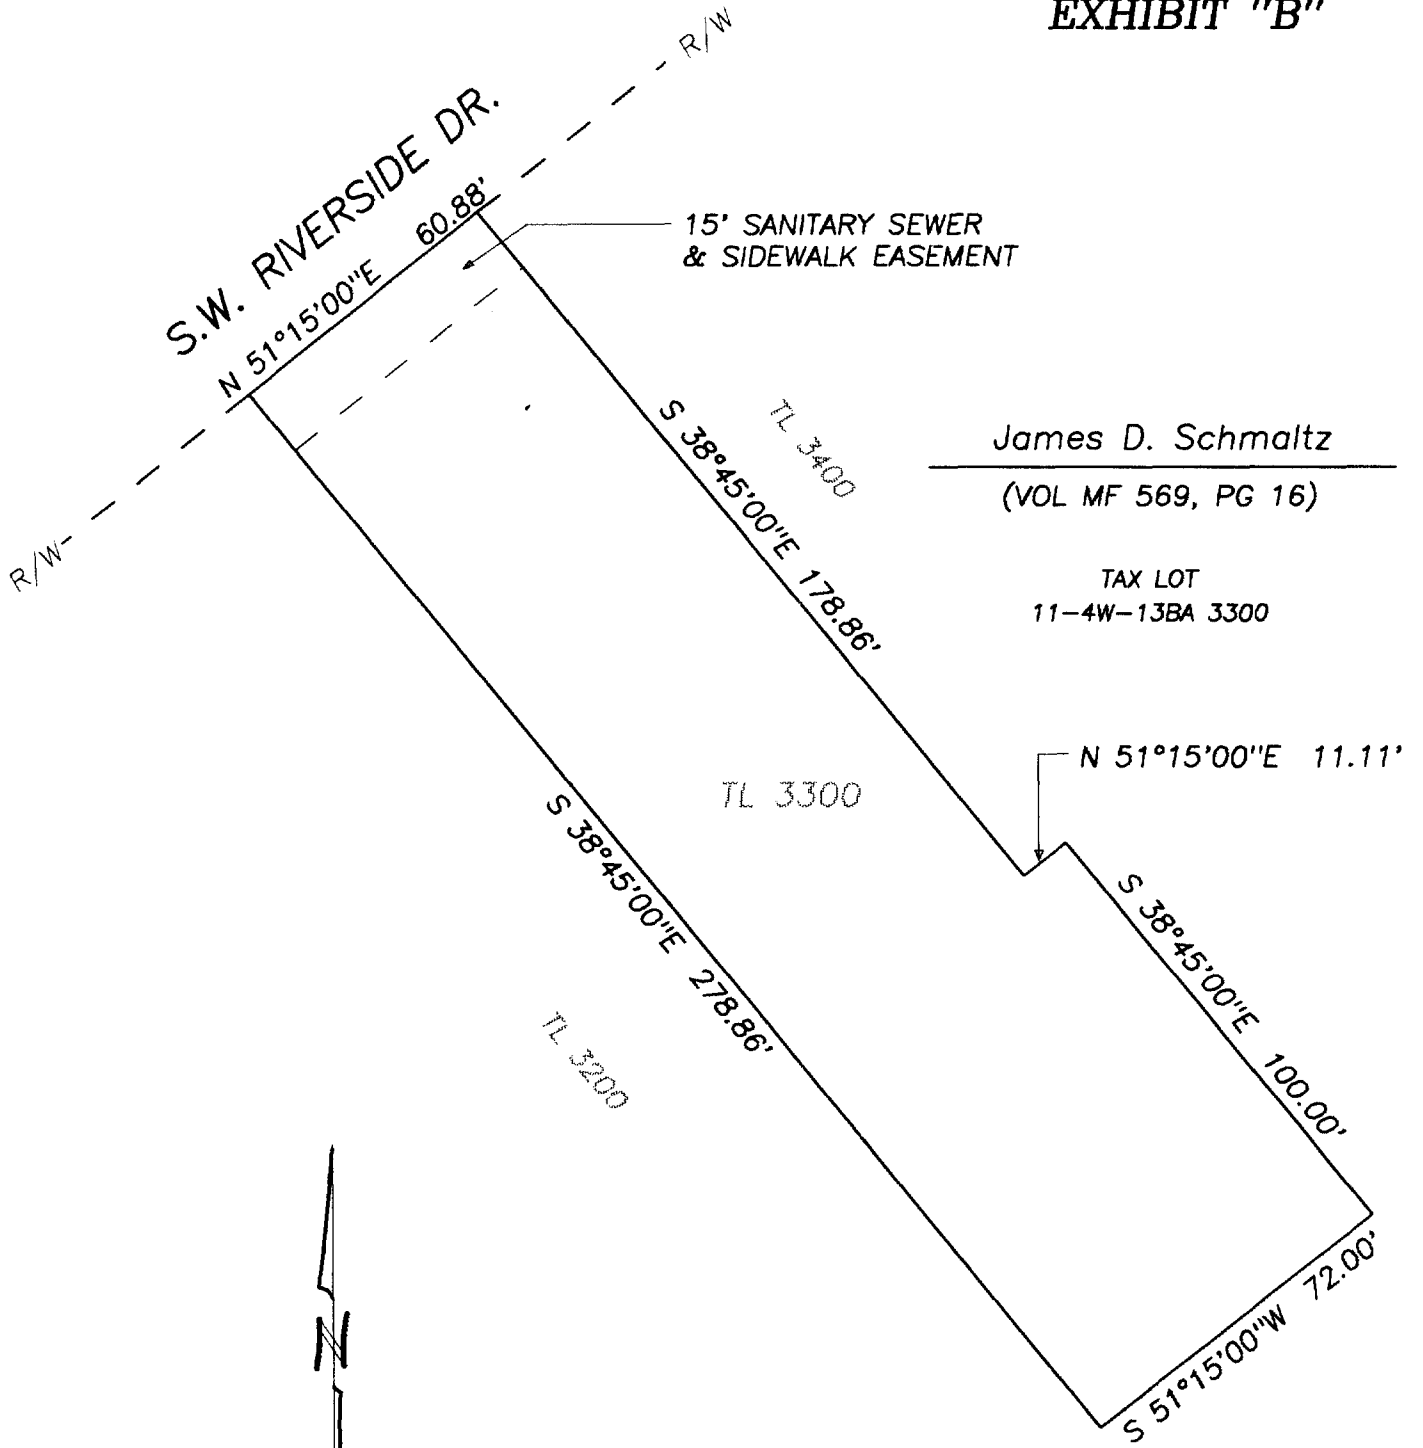 EXHIBIT "B"
R/W
S.W. RIVERSIDE DR.
N 51°15'00"E 60.88'
15' SANITARY SEWER
& SIDEWALK EASEMENT
R/W
S 38°45'00"E 178.86'
TL 3400
James D. Schmaltz
(VOL MF 569, PG 16)
TAX LOT
11-4W-13BA 3300
N 51°15'00"E 11.11'
TL 3300
S 38°45'00"E 278.86'
S 38°45'00"E 100.00'
TL 3200
S 51°15'00"W 72.00'
N